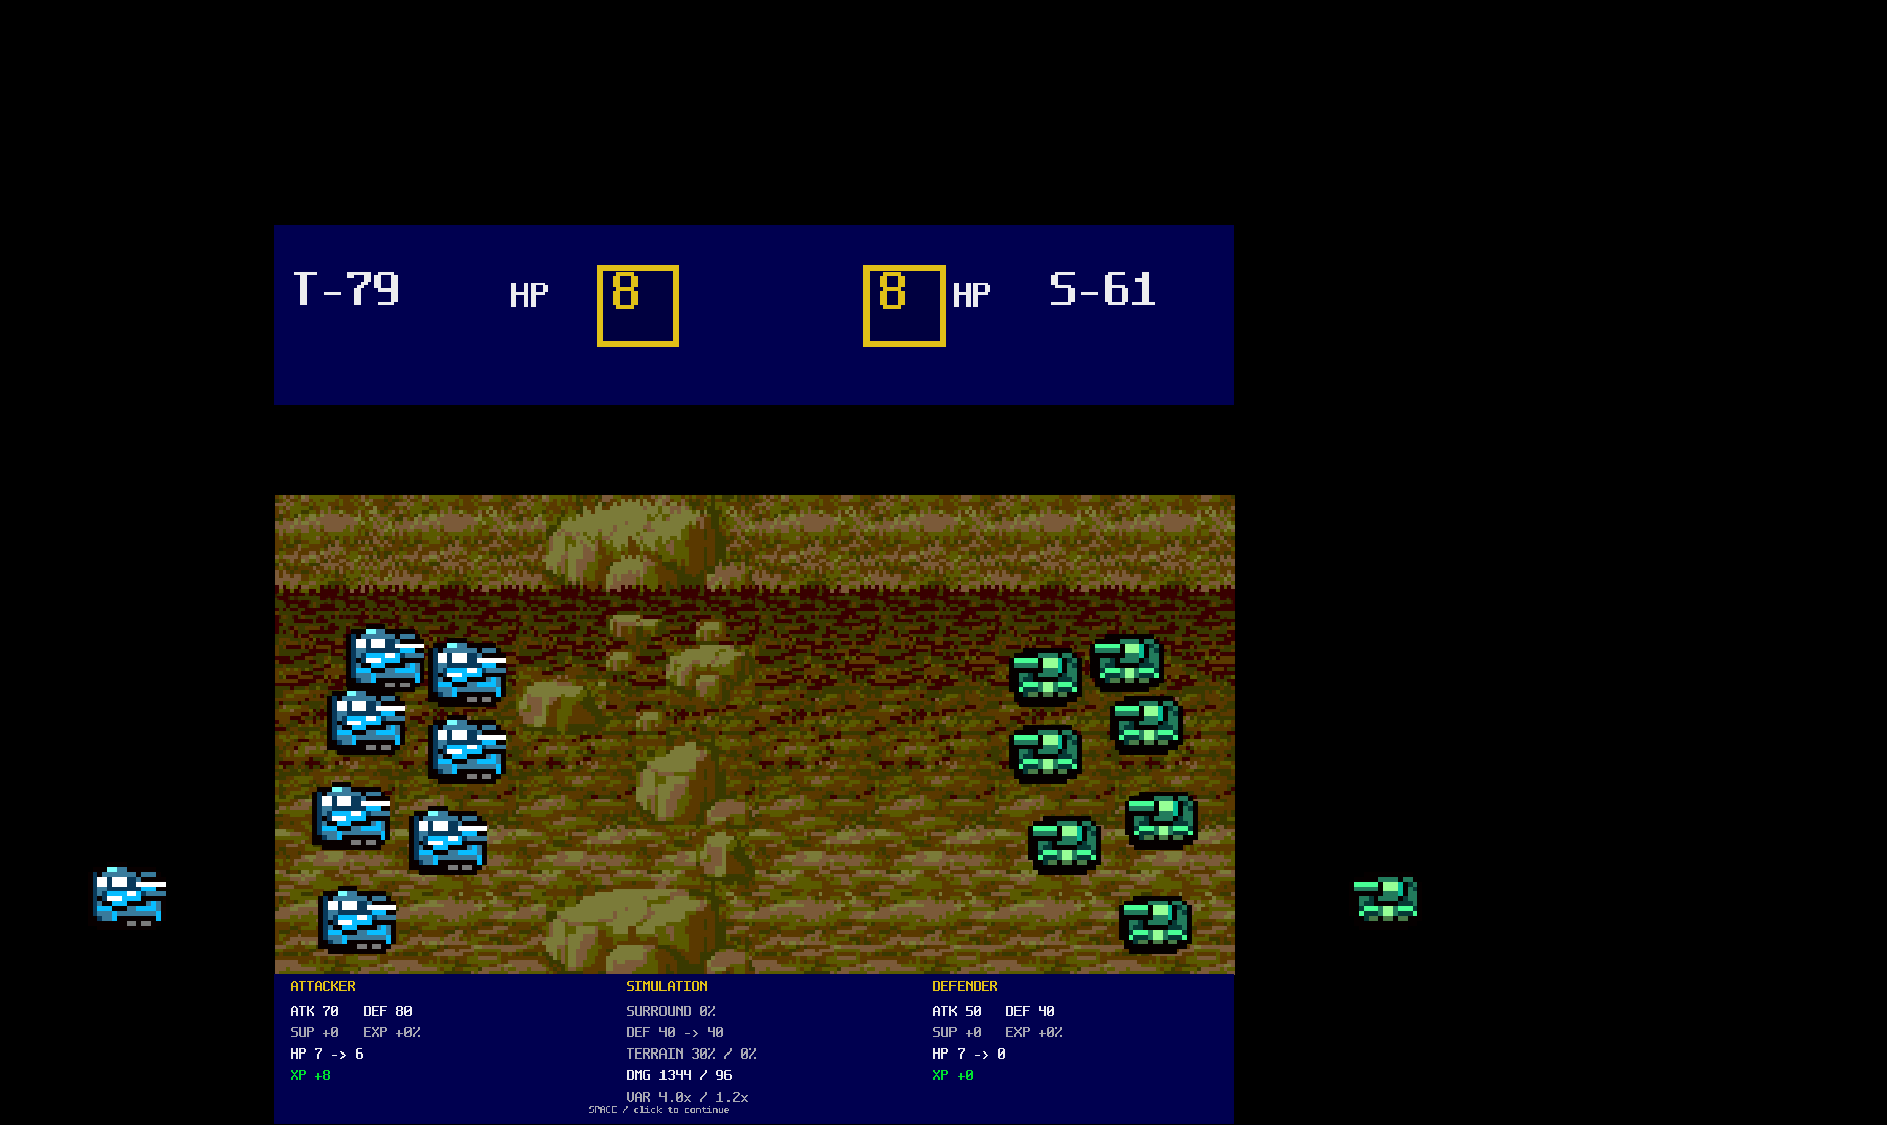 T-79 HP 8 8 HP S-61
ATTACKER SIMULATION DEFENDER
ATK 70 DEF 80 SURROUND 0% ATK 50 DEF 40
SUP +0 EXP +0% DEF 40 -> 40 SUP +0 EXP +0%
HP 7 -> 6 TERRAIN 30% / 0% HP 7 -> 0
XP +8 DMG 1344 / 96 XP +0
VAR 4.0x / 1.2x
SPACE / click to continue